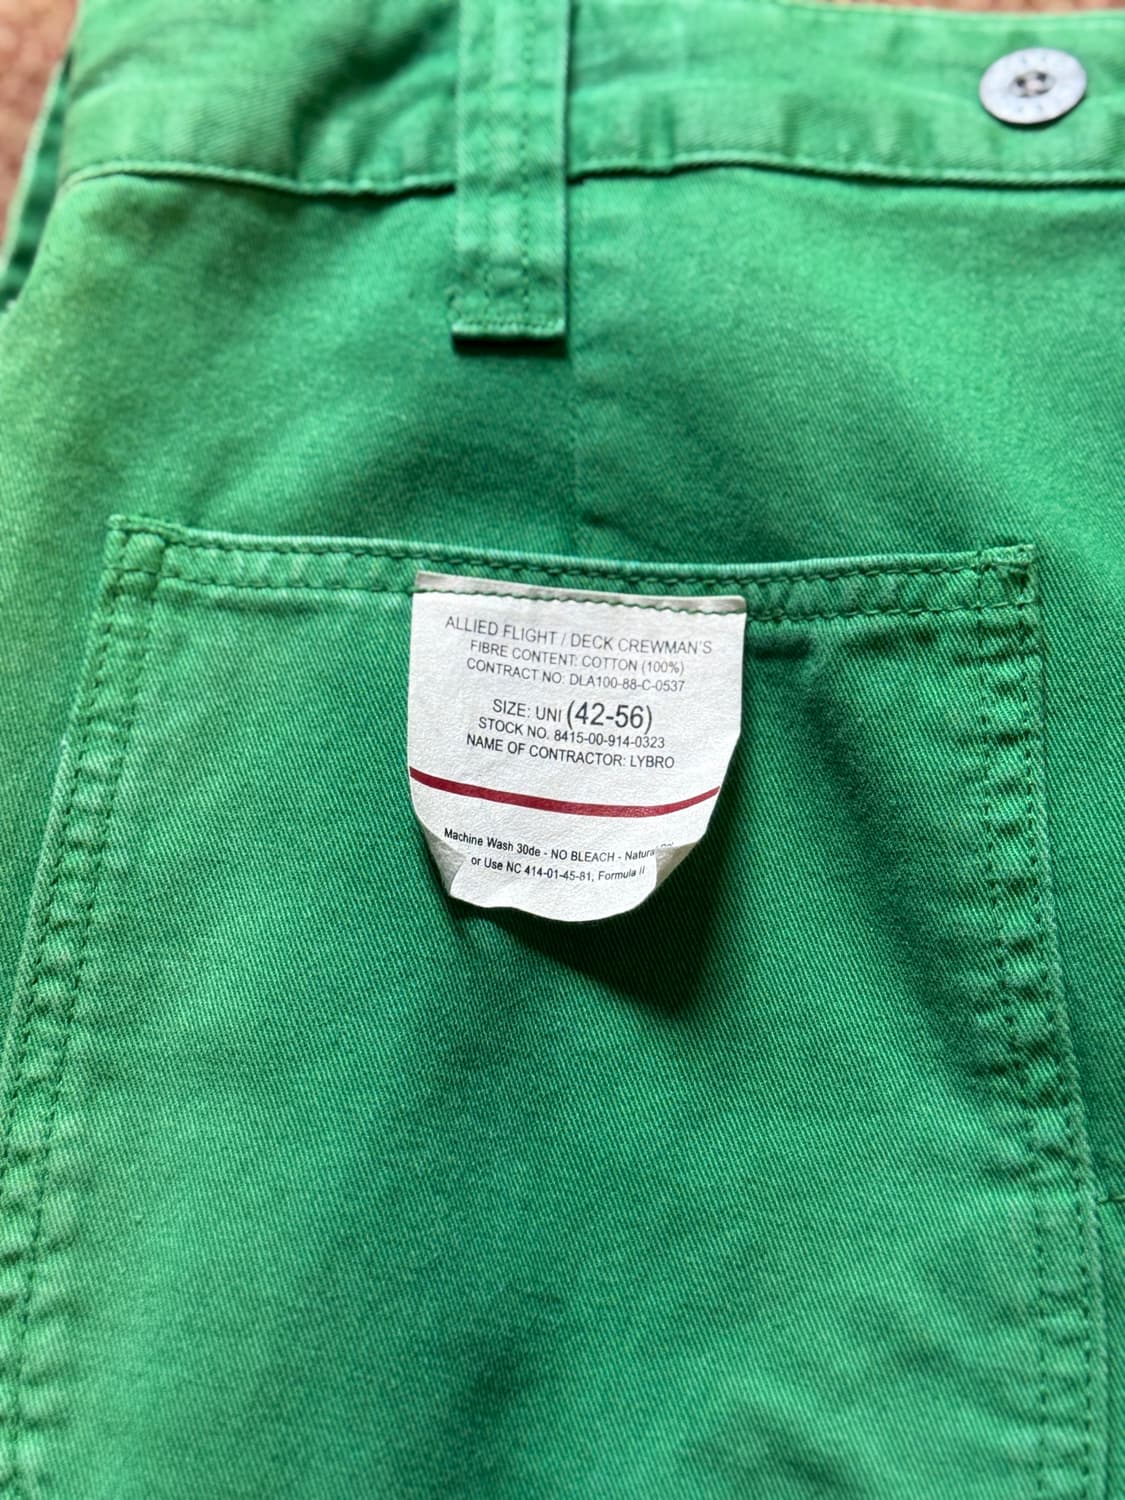 ALLIED FLIGHT / DECK CREWMAN'S
FIBRE CONTENT: COTTON (100%)
CONTRACT NO: DLA100-88-C-0537
SIZE: UNI (42-56)
STOCK NO. 8415-00-914-0323
NAME OF CONTRACTOR: LYBRO
Machine Wash 30de - NO BLEACH - Natural
or Use NC 414-01-45-81, Formula II